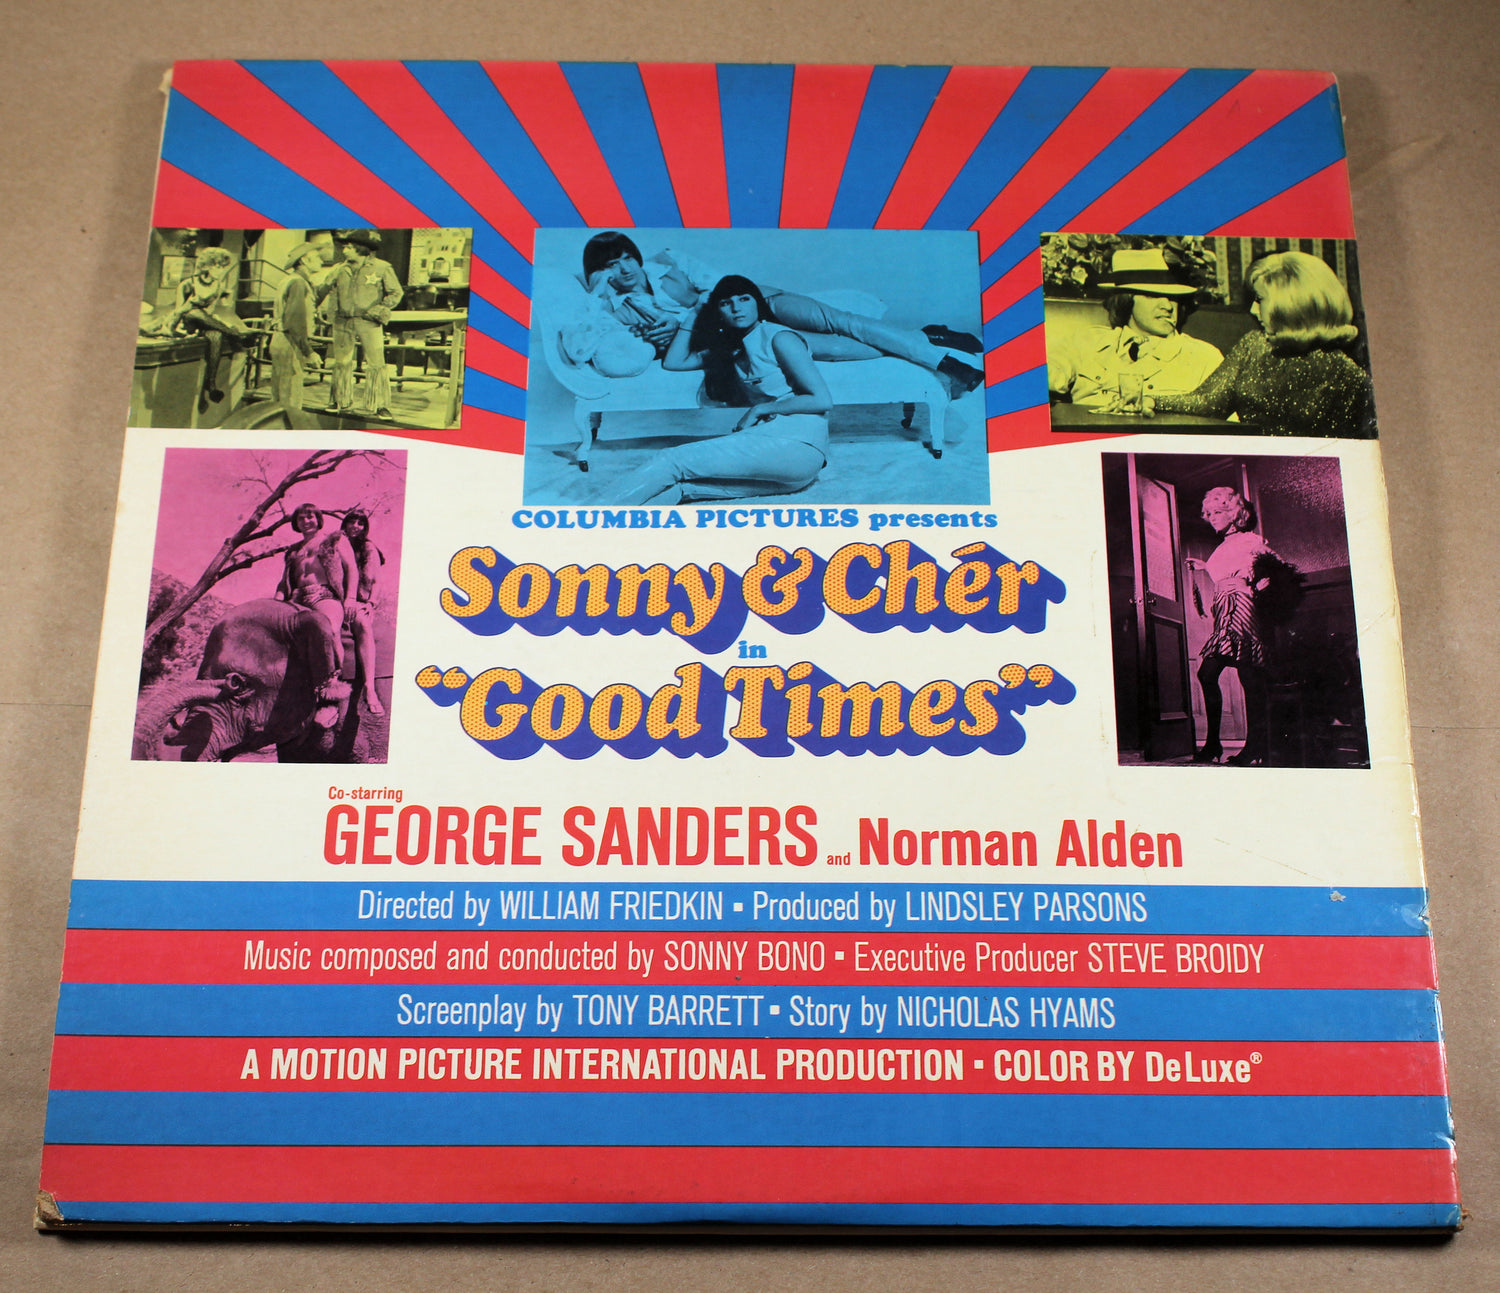 COLUMBIA PICTURES presents
Sonny & Chér
in
“Good Times”
Co-starring
GEORGE SANDERS and Norman Alden
Directed by WILLIAM FRIEDKIN ▪ Produced by LINDSLEY PARSONS
Music composed and conducted by SONNY BONO ▪ Executive Producer STEVE BROIDY
Screenplay by TONY BARRETT ▪ Story by NICHOLAS HYAMS
A MOTION PICTURE INTERNATIONAL PRODUCTION ▪ COLOR BY DeLuxe®